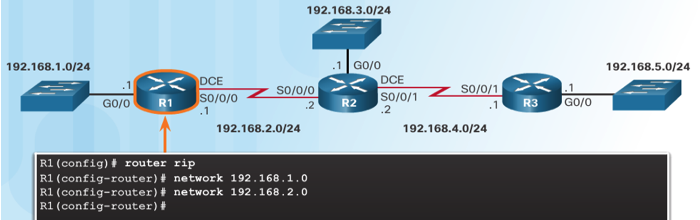 192.168.3.0/24
192.168.1.0/24
.1
G0/0
192.168.5.0/24
.1
G0/0
R1
DCE
S0/0/0
.1
S0/0/0
.2
R2
DCE
S0/0/1
.2
S0/0/1
.1
R3
.1
G0/0
192.168.2.0/24
192.168.4.0/24
R1(config)# router rip
R1(config-router)# network 192.168.1.0
R1(config-router)# network 192.168.2.0
R1(config-router)#